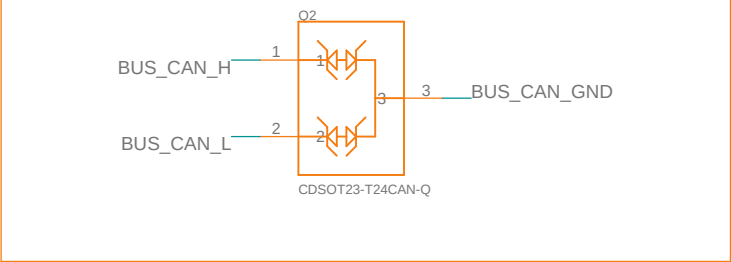 Q2
BUS_CAN_H
1
1
3
3
BUS_CAN_GND
BUS_CAN_L
2
2
CDSOT23-T24CAN-Q